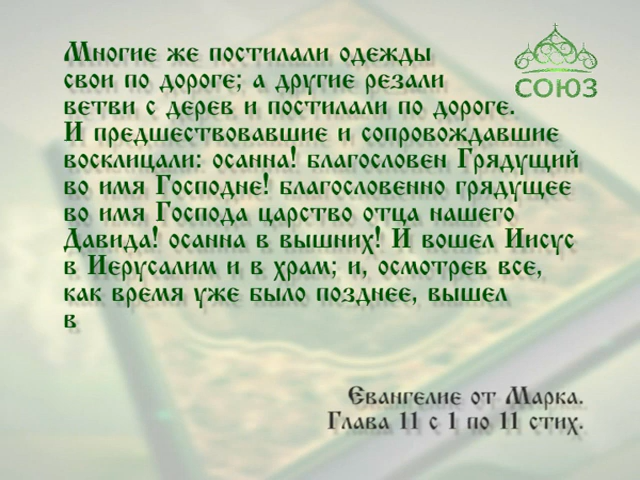 Многие же постилали одежды
свои по дороге; а другие резали
ветви с дерев и постилали по дороге.
И предшествовавшие и сопровождавшие
восклицали: осанна! благословен Грядущий
во имя Господне! благословенно грядущее
во имя Господа царство отца нашего
Давида! осанна в вышних! И вошел Иисус
в Иерусалим и в храм; и, осмотрев все,
как время уже было позднее, вышел
в
СОЮЗ
Евангелие от Марка.
Глава 11 с 1 по 11 стих.